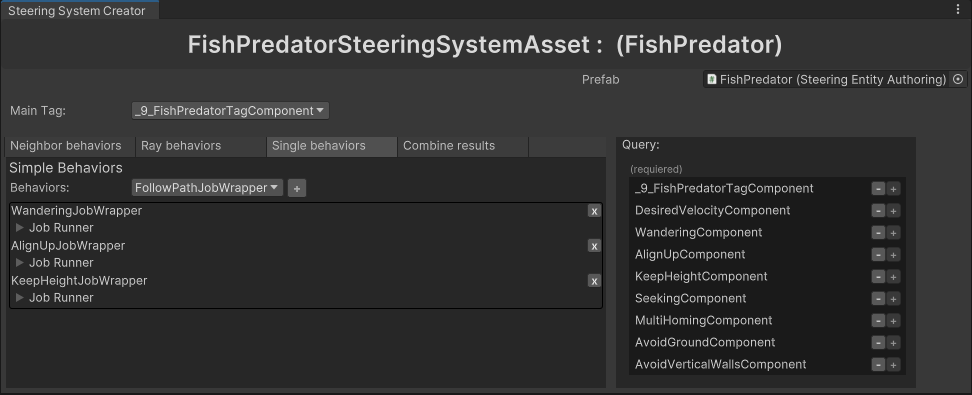 Steering System Creator
FishPredatorSteeringSystemAsset : (FishPredator)
Prefab FishPredator (Steering Entity Authoring)
Main Tag: _9_FishPredatorTagComponent
Neighbor behaviors Ray behaviors Single behaviors Combine results
Simple Behaviors
Behaviors: FollowPathJobWrapper +
WanderingJobWrapper x
Job Runner
AlignUpJobWrapper x
Job Runner
KeepHeightJobWrapper x
Job Runner
Query:
(requiered)
_9_FishPredatorTagComponent - +
DesiredVelocityComponent - +
WanderingComponent - +
AlignUpComponent - +
KeepHeightComponent - +
SeekingComponent - +
MultiHomingComponent - +
AvoidGroundComponent - +
AvoidVerticalWallsComponent - +